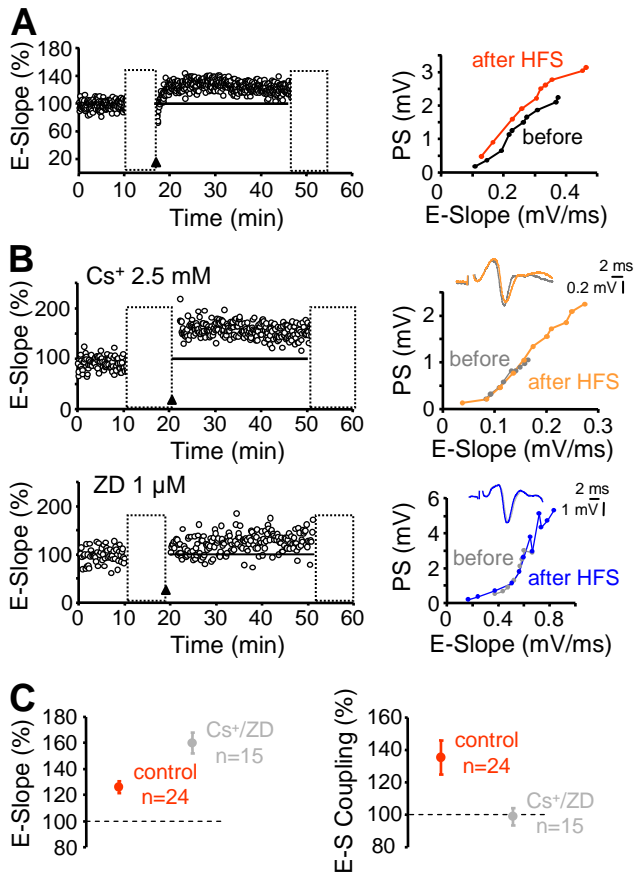 A
E-Slope (%)
180
140
100
60
20
0 10 20 30 40 50 60
Time (min)
PS (mV)
3
2
1
0
0 0.2 0.4
E-Slope (mV/ms)
after HFS
before
B
Cs⁺ 2.5 mM
E-Slope (%)
200
100
0
0 10 20 30 40 50 60
Time (min)
2 ms
0.2 mV
PS (mV)
2
1
0
0 0.1 0.2 0.3
E-Slope (mV/ms)
before
after HFS
ZD 1 µM
E-Slope (%)
200
100
0
0 10 20 30 40 50 60
Time (min)
2 ms
1 mV
PS (mV)
6
4
2
0
0 0.4 0.8
E-Slope (mV/ms)
before
after HFS
C
E-Slope (%)
180
160
140
120
100
80
control
n=24
Cs⁺/ZD
n=15
E-S Coupling (%)
160
140
120
100
80
control
n=24
Cs⁺/ZD
n=15